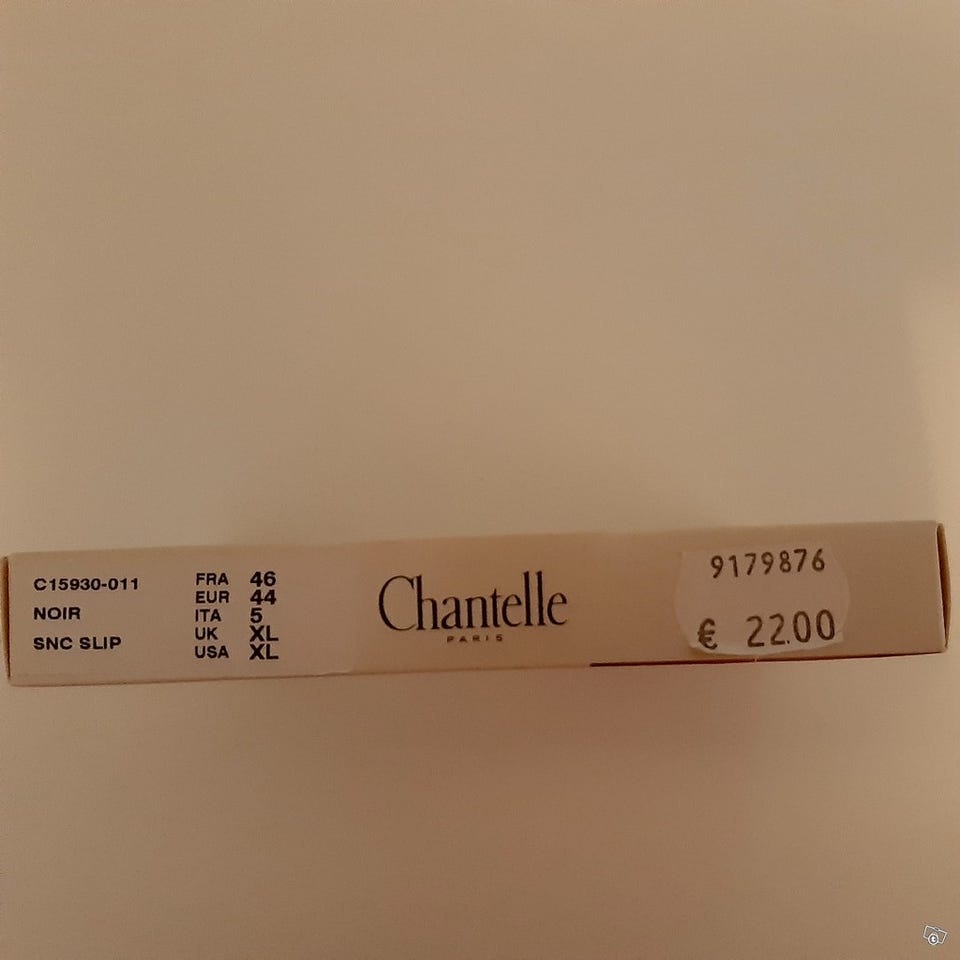 C15930-011
NOIR
SNC SLIP
FRA 46
EUR 44
ITA 5
UK XL
USA XL
Chantelle
PARIS
9179876
€ 22.00